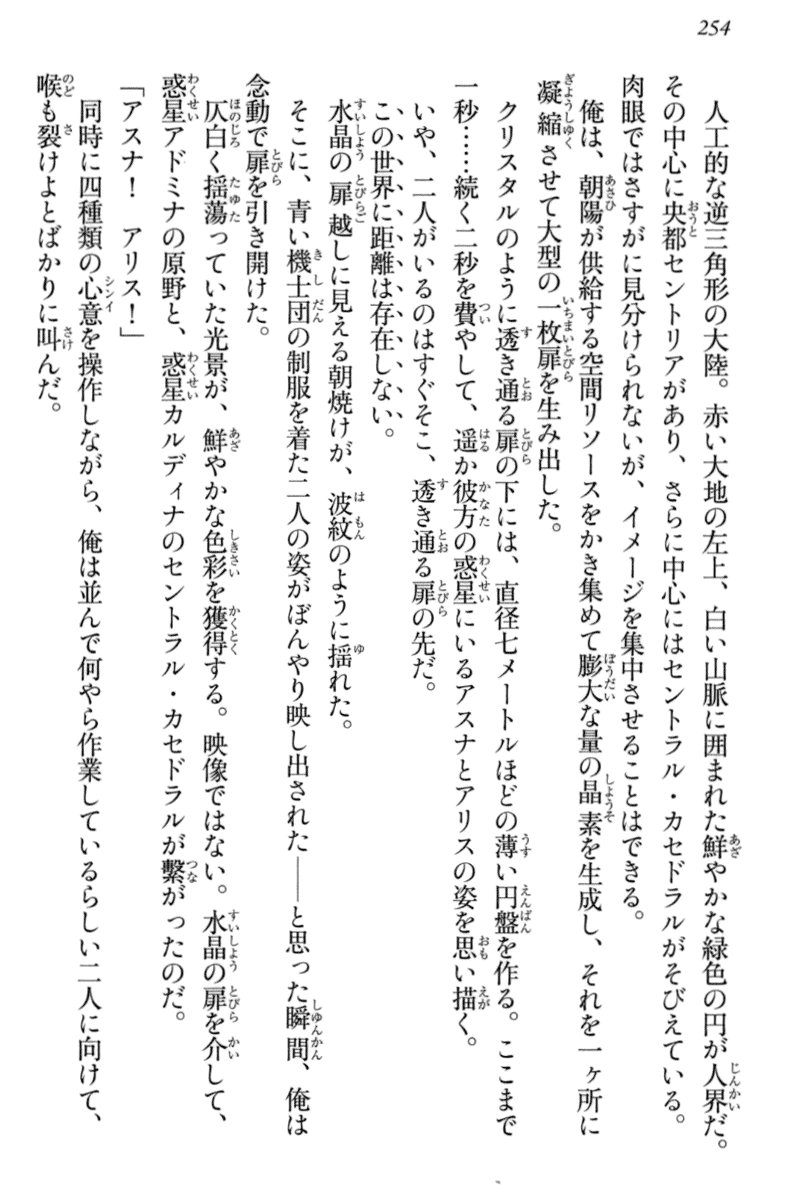 254
人工的な逆三角形の大陸。赤い大地の左上、白い山脈に囲まれた鮮やかな緑色の円が人界だ。
その中心に央都セントリアがあり、さらに中心にはセントラル・カセドラルがそびえている。
肉眼ではさすがに見分けられないが、イメージを集中させることはできる。
俺は、朝陽が供給する空間リソースをかき集めて膨大な量の晶素を生成し、それを一ヶ所に
凝縮させて大型の一枚扉を生み出した。
クリスタルのように透き通る扉の下には、直径七メートルほどの薄い円盤を作る。ここまで
一秒……続く二秒を費やして、遥か彼方の惑星にいるアスナとアリスの姿を思い描く。
いや、二人がいるのはすぐそこ、透き通る扉の先だ。
この世界に距離は存在しない。
水晶の扉越しに見える朝焼けが、波紋のように揺れた。
そこに、青い機士団の制服を着た二人の姿がぼんやり映し出された――と思った瞬間、俺は
念動で扉を引き開けた。
仄白く揺蕩っていた光景が、鮮やかな色彩を獲得する。映像ではない。水晶の扉を介して、
惑星アドミナの原野と、惑星カルディナのセントラル・カセドラルが繋がったのだ。
「アスナ！　アリス！」
同時に四種類の心意を操作しながら、俺は並んで何やら作業しているらしい二人に向けて、
喉も裂けよとばかりに叫んだ。